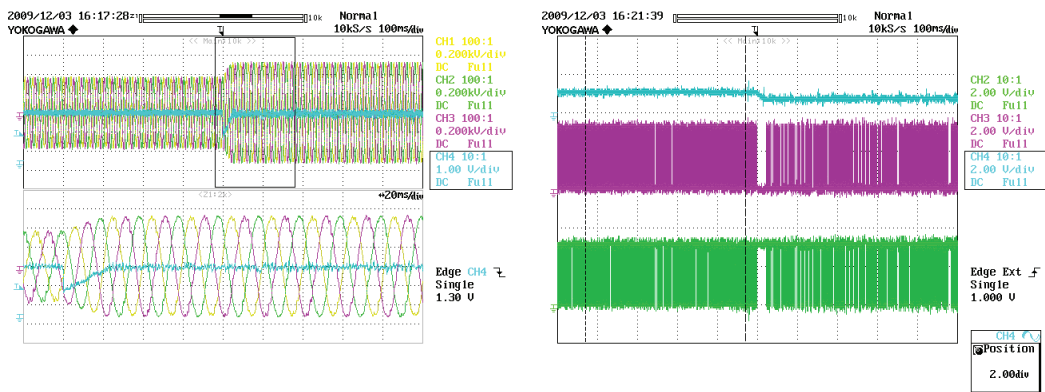 2009/12/03 16:17:28
10k
Normal
YOKOGAWA
10kS/s 100ms/div
<< Main:10k >>
CH1 100:1
0.200kV/div
DC Full
CH2 100:1
0.200kV/div
DC Full
CH3 100:1
0.200kV/div
DC Full
CH4 10:1
1.00 V/div
DC Full
20ms/div
Edge CH4
Single
1.30 V
2009/12/03 16:21:39
10k
Normal
YOKOGAWA
10kS/s 100ms/div
<< Main:10k >>
CH2 10:1
2.00 V/div
DC Full
CH3 10:1
2.00 V/div
DC Full
CH4 10:1
2.00 V/div
DC Full
Edge Ext
Single
1.000 V
CH4
Position
2.00div